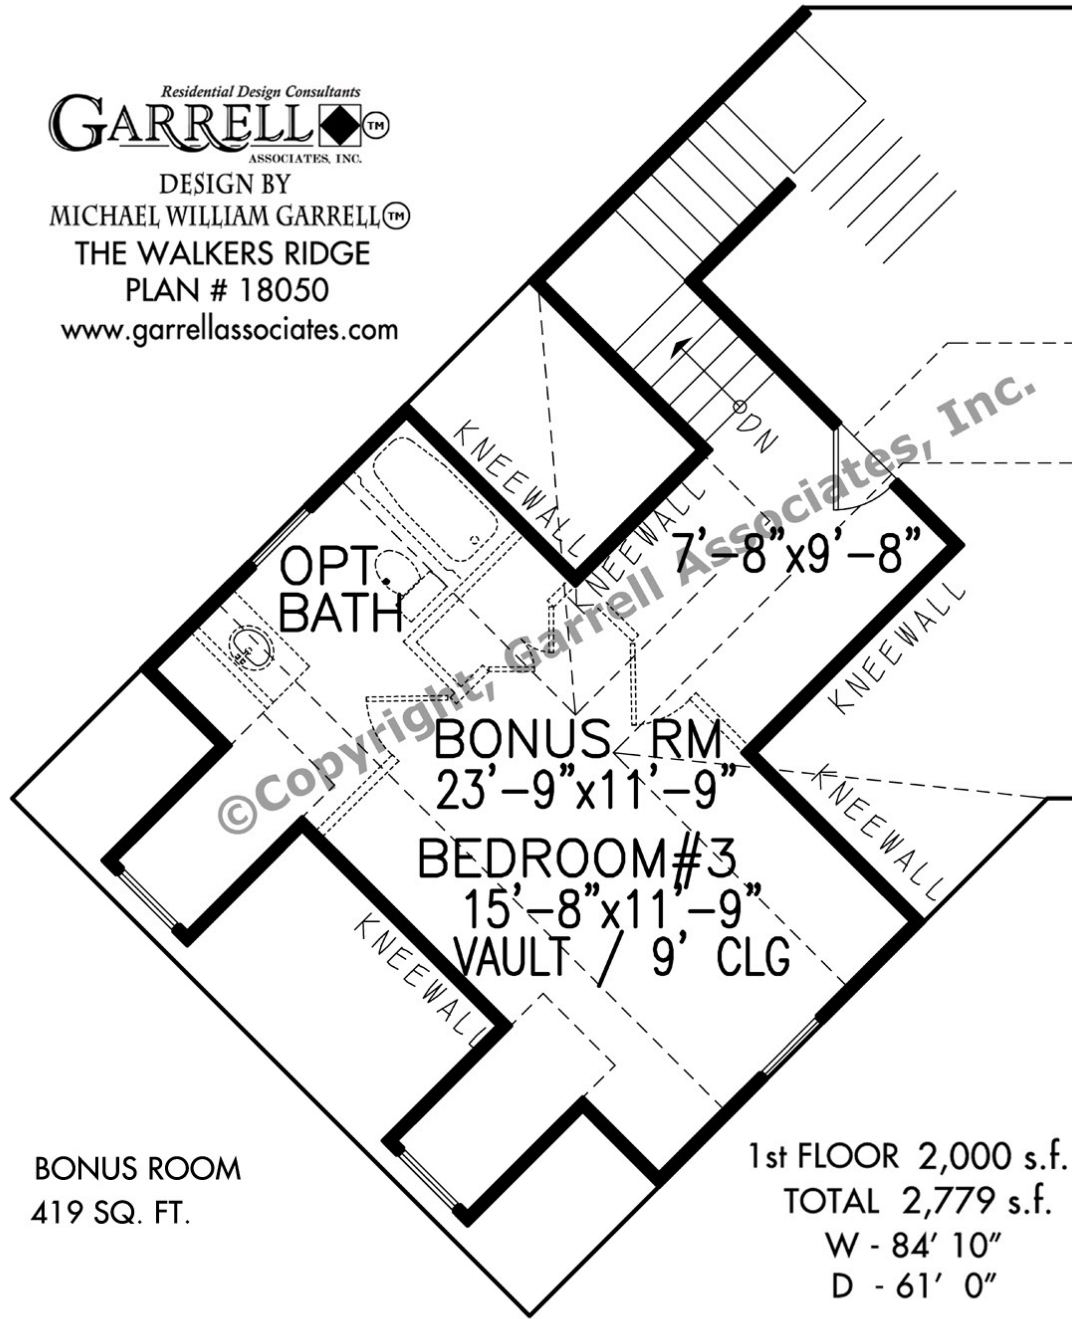 Residential Design Consultants
GARRELL TM
ASSOCIATES, INC.
DESIGN BY
MICHAEL WILLIAM GARRELL TM
THE WALKERS RIDGE
PLAN # 18050
www.garrellassociates.com
DN
KNEEWALL
KNEEWALL
7'-8"x9'-8"
OPT
BATH
KNEEWALL
©Copyright, Garrell Associates, Inc.
BONUS RM
23'-9"x11'-9"
KNEEWALL
BEDROOM#3
15'-8"x11'-9"
VAULT / 9' CLG
KNEEWALL
BONUS ROOM
419 SQ. FT.
1st FLOOR 2,000 s.f.
TOTAL 2,779 s.f.
W - 84' 10"
D - 61' 0"